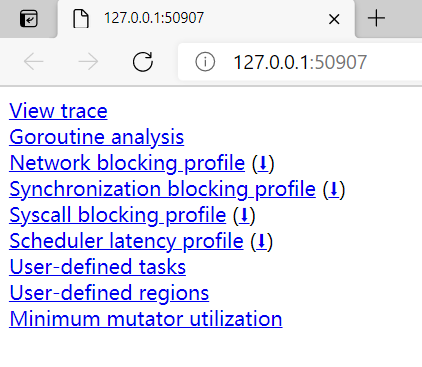 127.0.0.1:50907
127.0.0.1:50907
View trace
Goroutine analysis
Network blocking profile (⬇)
Synchronization blocking profile (⬇)
Syscall blocking profile (⬇)
Scheduler latency profile (⬇)
User-defined tasks
User-defined regions
Minimum mutator utilization